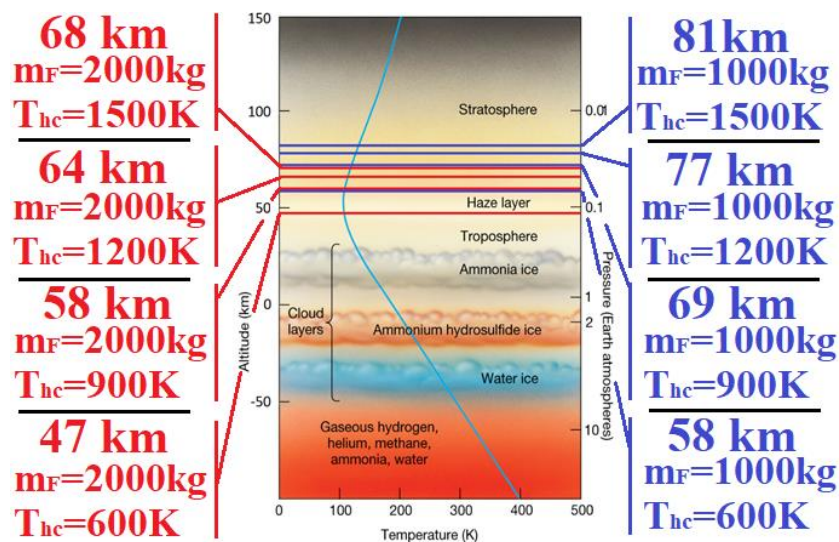 68 km
mF=2000kg
Thc=1500K
64 km
mF=2000kg
Thc=1200K
58 km
mF=2000kg
Thc=900K
47 km
mF=2000kg
Thc=600K
150
100
50
0
-50
Altitude (km)
Stratosphere
Haze layer
Troposphere
Ammonia ice
Cloud
layers
Ammonium hydrosulfide ice
Water ice
Gaseous hydrogen,
helium, methane,
ammonia, water
0.01
0.1
1
2
10
Pressure (Earth atmospheres)
0 100 200 300 400 500
Temperature (K)
81km
mF=1000kg
Thc=1500K
77 km
mF=1000kg
Thc=1200K
69 km
mF=1000kg
Thc=900K
58 km
mF=1000kg
Thc=600K